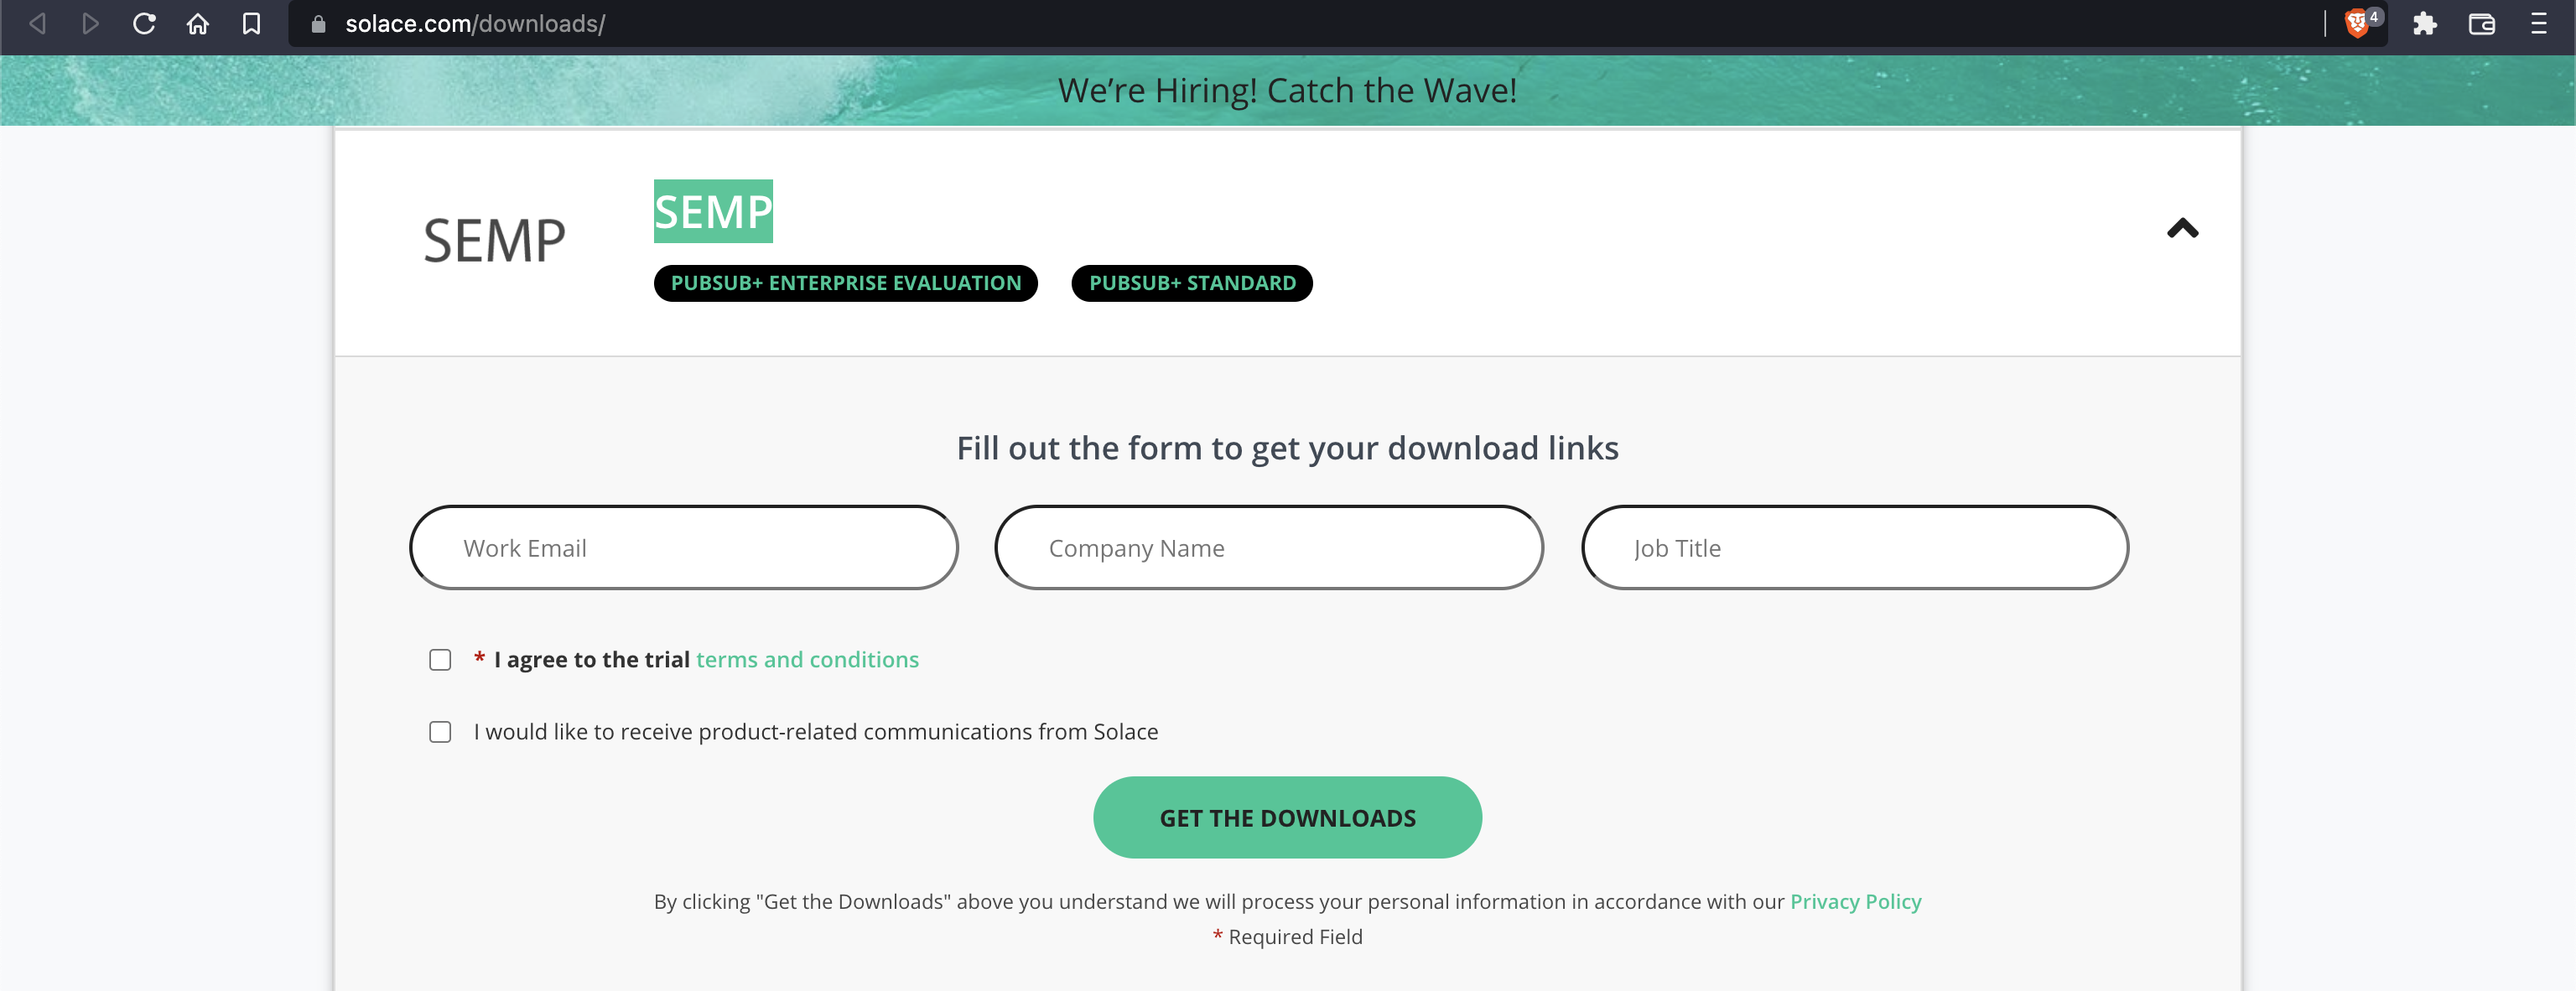 solace.com/downloads/
4
We’re Hiring! Catch the Wave!
SEMP
SEMP
PUBSUB+ ENTERPRISE EVALUATION PUBSUB+ STANDARD
Fill out the form to get your download links
Work Email Company Name Job Title
* I agree to the trial terms and conditions
I would like to receive product-related communications from Solace
GET THE DOWNLOADS
By clicking "Get the Downloads" above you understand we will process your personal information in accordance with our Privacy Policy
* Required Field